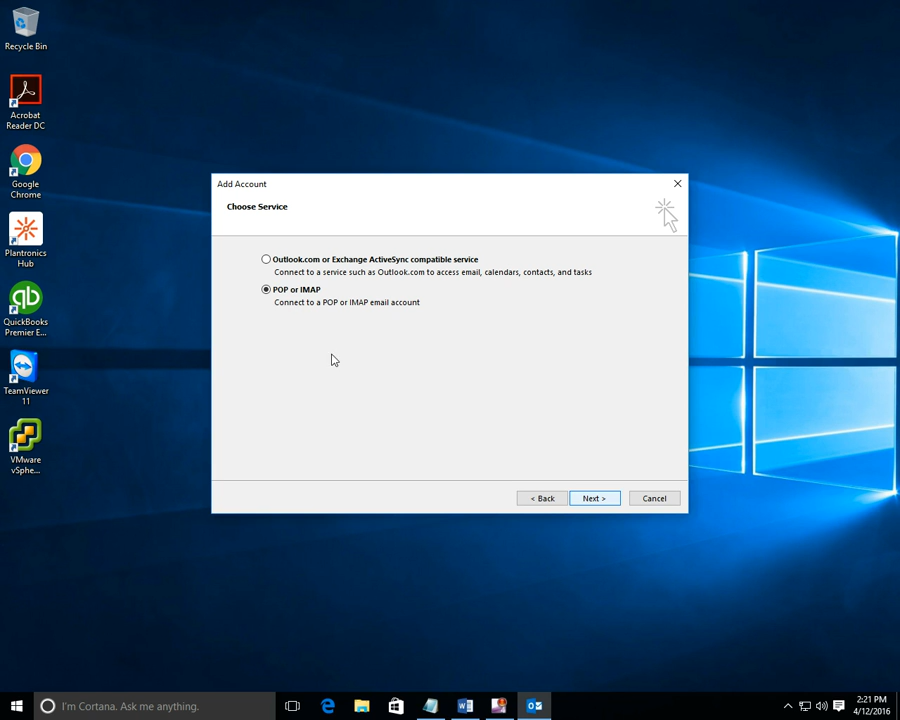 Recycle Bin
Acrobat
Reader DC
Google
Chrome
Plantronics
Hub
qb
QuickBooks
Premier E...
TeamViewer
11
VMware
vSphe...
Add Account
Choose Service
Outlook.com or Exchange ActiveSync compatible service
Connect to a service such as Outlook.com to access email, calendars, contacts, and tasks
POP or IMAP
Connect to a POP or IMAP email account
< Back
Next >
Cancel
I'm Cortana. Ask me anything.
2:21 PM
4/12/2016